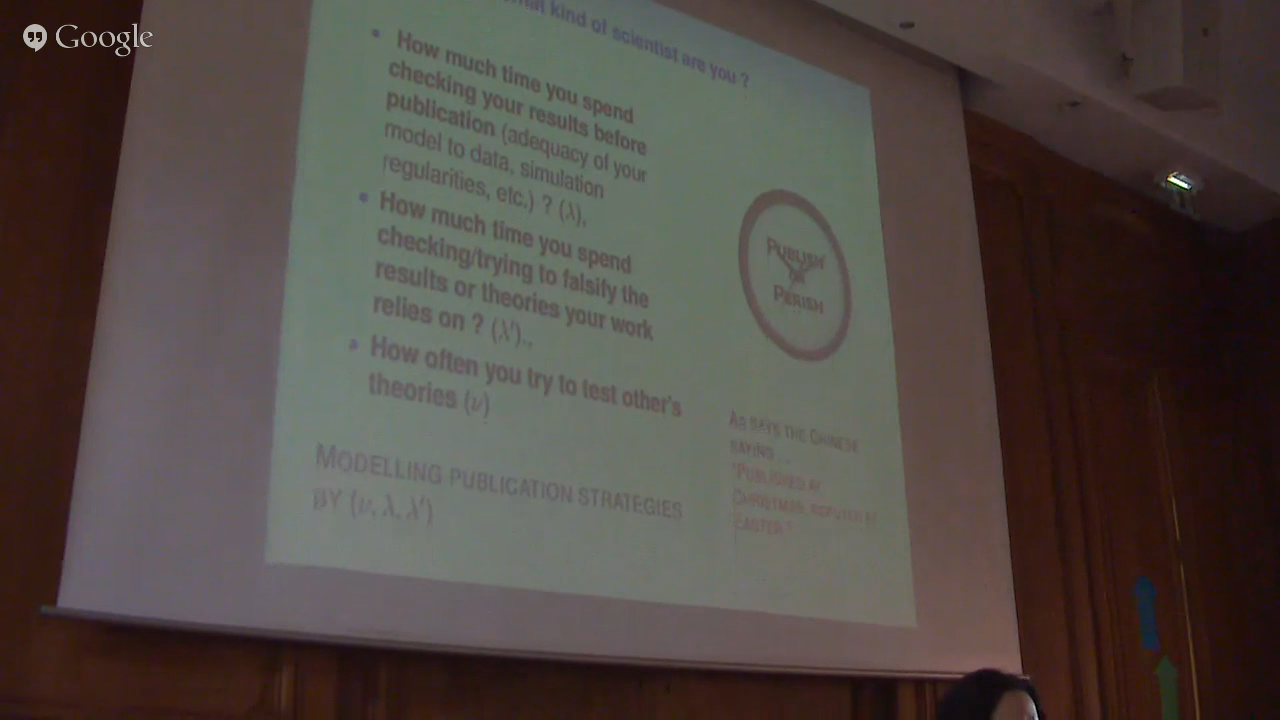 Google
kind of scientist are you ?
• How much time you spend
checking your results before
publication (adequacy of your
model to data, simulation
regularities, etc.) ? (λ),
• How much time you spend
checking/trying to falsify the
results or theories your work
relies on ? (λ')..
• How often you try to test other's
theories (ν)
MODELLING PUBLICATION STRATEGIES
BY (ν, λ, λ')
PUBLISH
PERISH
AS SAYS THE CHINESE
SAYING ...
"PUBLISHED AT
CHRISTMAS, REFUTED AT
EASTER."